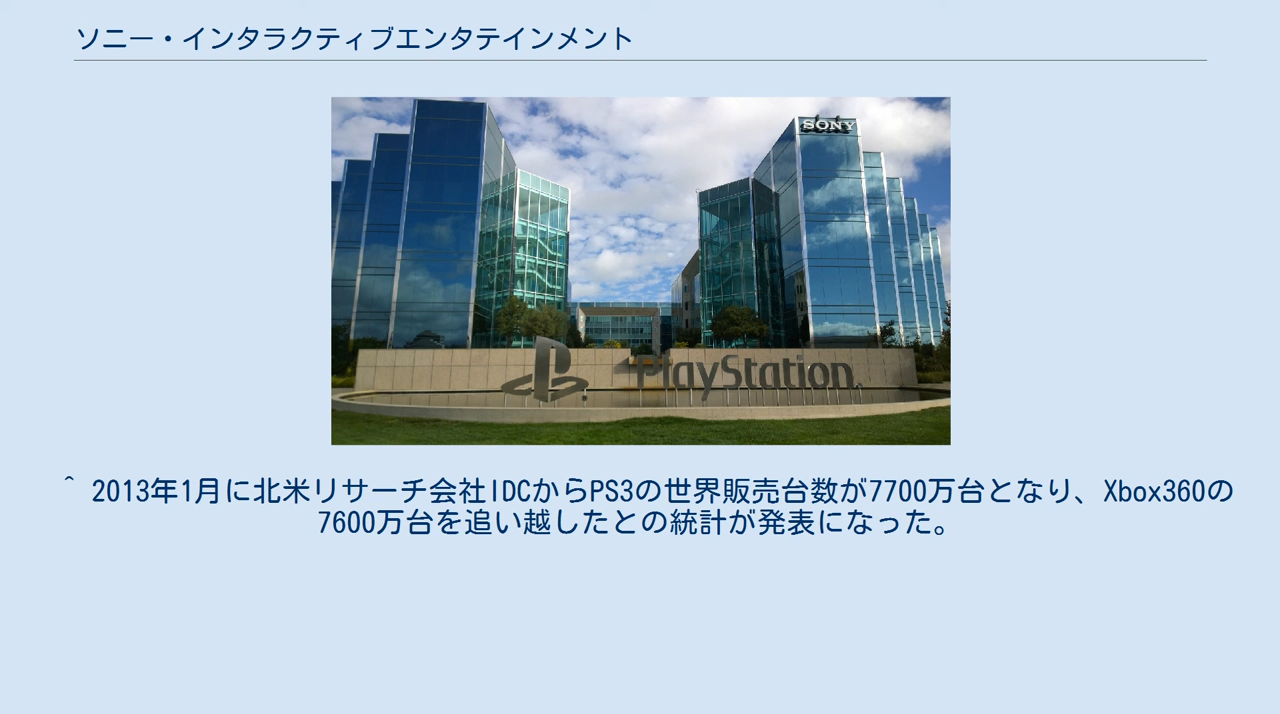 ソニー・インタラクティブエンタテインメント
SONY
PlayStation
^ 2013年1月に北米リサーチ会社IDCからPS3の世界販売台数が7700万台となり、Xbox360の
7600万台を追い越したとの統計が発表になった。